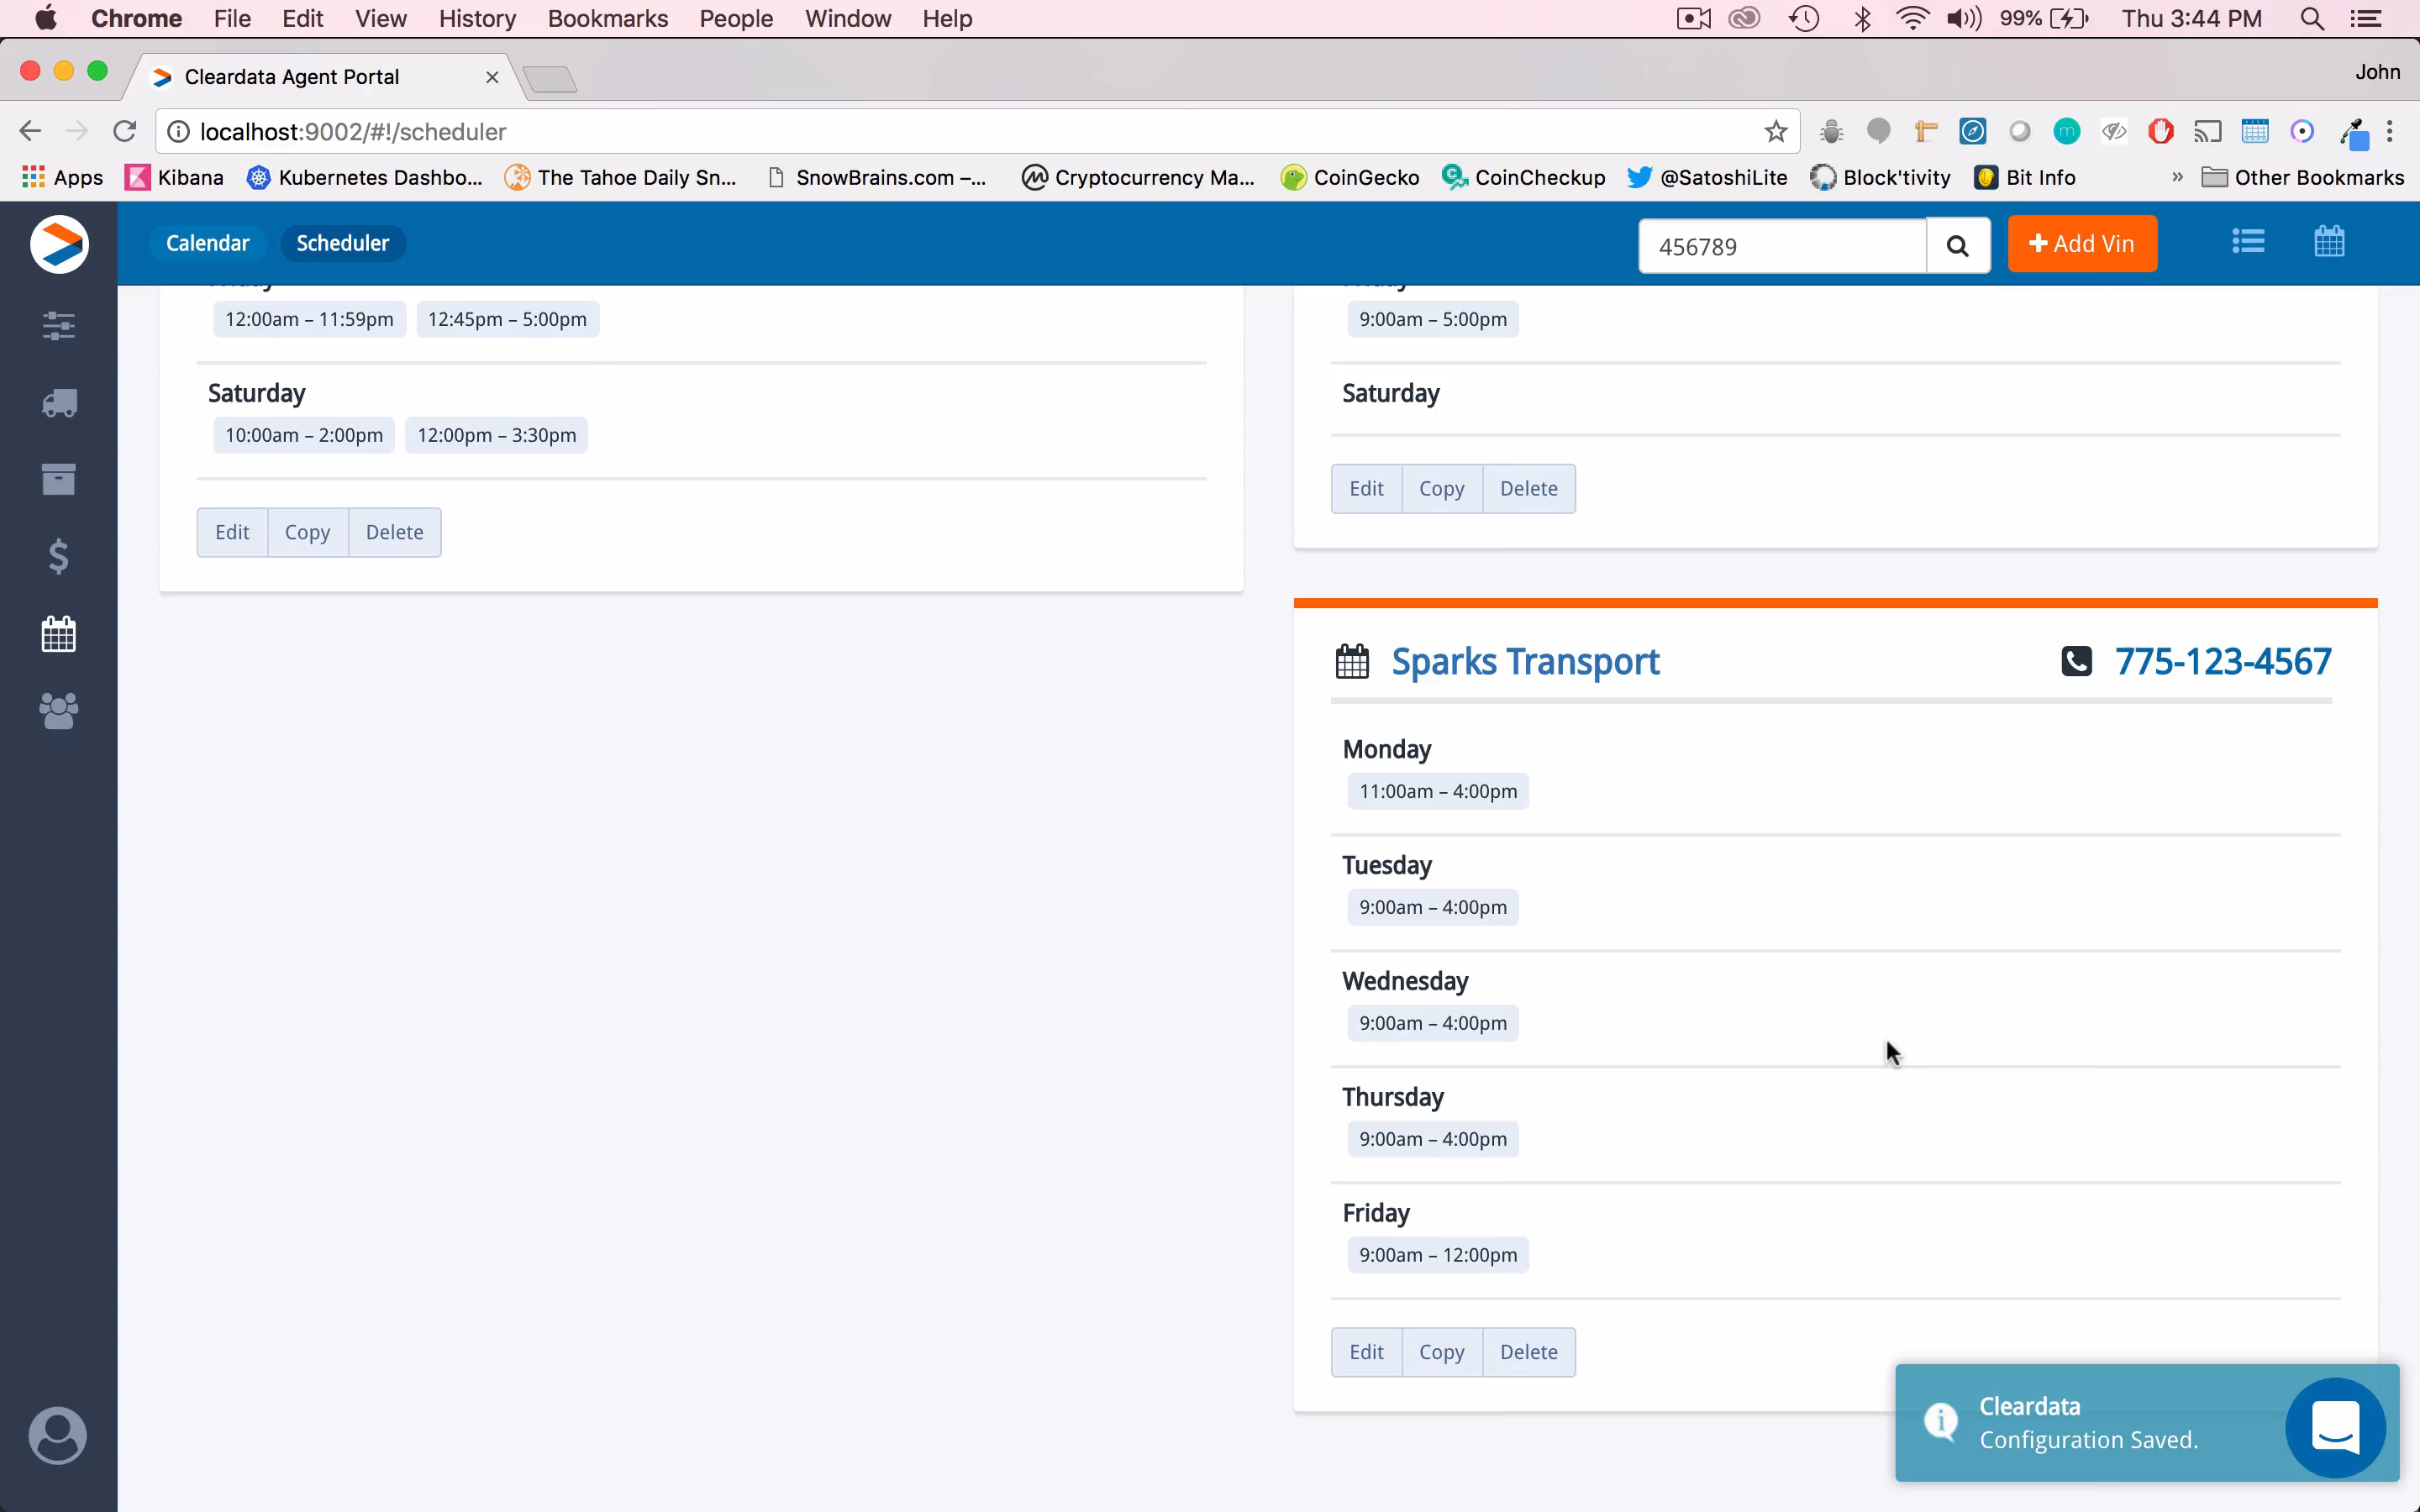 Chrome File Edit View History Bookmarks People Window Help 99% Thu 3:44 PM
Cleardata Agent Portal John
localhost:9002/#!/scheduler
Apps Kibana Kubernetes Dashbo... The Tahoe Daily Sn... SnowBrains.com –... Cryptocurrency Ma... CoinGecko CoinCheckup @SatoshiLite Block'tivity Bit Info » Other Bookmarks
Calendar Scheduler 456789 + Add Vin
12:00am – 11:59pm 12:45pm – 5:00pm
Saturday
10:00am – 2:00pm 12:00pm – 3:30pm
Edit Copy Delete
9:00am – 5:00pm
Saturday
Edit Copy Delete
Sparks Transport 775-123-4567
Monday
11:00am – 4:00pm
Tuesday
9:00am – 4:00pm
Wednesday
9:00am – 4:00pm
Thursday
9:00am – 4:00pm
Friday
9:00am – 12:00pm
Edit Copy Delete
Cleardata
Configuration Saved.